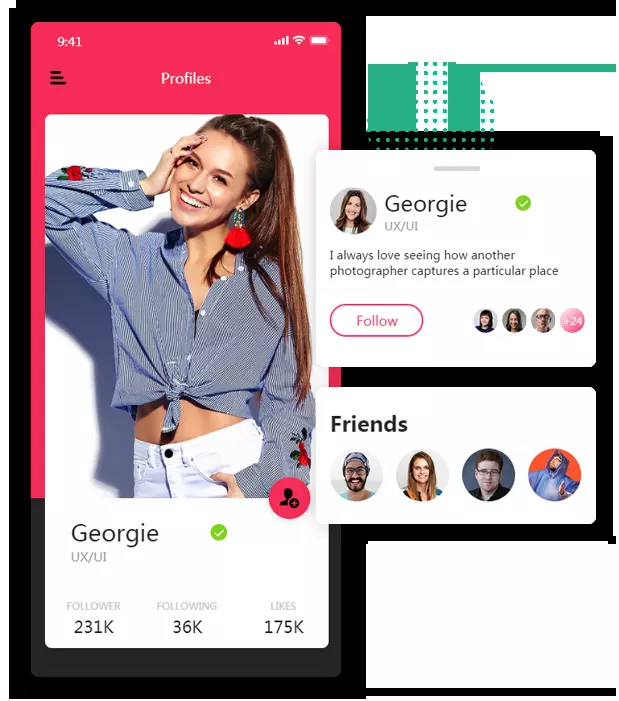 9:41
Profiles
Georgie
UX/UI
I always love seeing how another
photographer captures a particular place
Follow
+24
Friends
Georgie
UX/UI
FOLLOWER FOLLOWING LIKES
231K 36K 175K